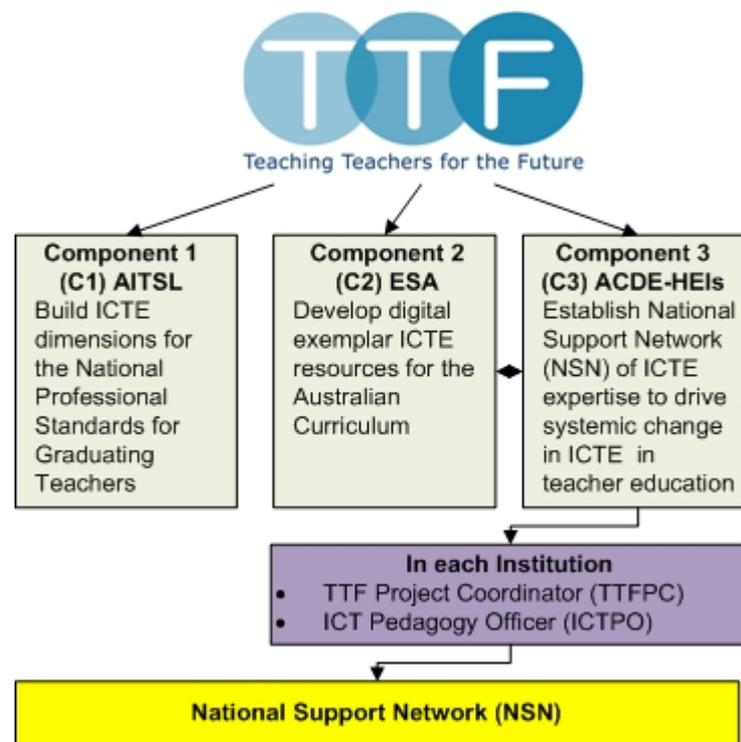 TTF
Teaching Teachers for the Future
Component 1
(C1) AITSL
Build ICTE
dimensions for
the National
Professional
Standards for
Graduating
Teachers
Component 2
(C2) ESA
Develop digital
exemplar ICTE
resources for the
Australian
Curriculum
Component 3
(C3) ACDE-HEIs
Establish National
Support Network
(NSN) of ICTE
expertise to drive
systemic change
in ICTE in
teacher education
In each Institution
• TTF Project Coordinator (TTFPC)
• ICT Pedagogy Officer (ICTPO)
National Support Network (NSN)